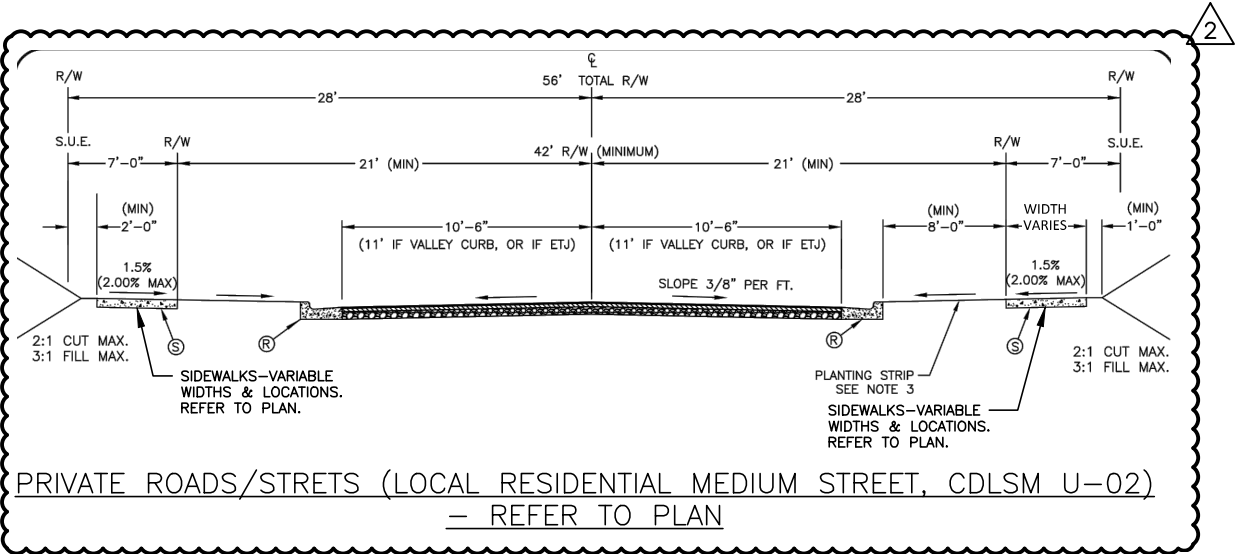 2
℄
R/W
56' TOTAL R/W
R/W
28'
28'
S.U.E.
R/W
42' R/W (MINIMUM)
R/W
S.U.E.
7'-0"
21' (MIN)
21' (MIN)
7'-0"
(MIN)
2'-0"
10'-6"
(11' IF VALLEY CURB, OR IF ETJ)
10'-6"
(11' IF VALLEY CURB, OR IF ETJ)
(MIN)
8'-0"
WIDTH
VARIES
(MIN)
1'-0"
1.5%
(2.00% MAX)
SLOPE 3/8" PER FT.
1.5%
(2.00% MAX)
S
R
R
S
2:1 CUT MAX.
3:1 FILL MAX.
SIDEWALKS-VARIABLE
WIDTHS & LOCATIONS.
REFER TO PLAN.
PLANTING STRIP
SEE NOTE 3
2:1 CUT MAX.
3:1 FILL MAX.
SIDEWALKS-VARIABLE
WIDTHS & LOCATIONS.
REFER TO PLAN.
PRIVATE ROADS/STRETS (LOCAL RESIDENTIAL MEDIUM STREET, CDLSM U-02)
- REFER TO PLAN